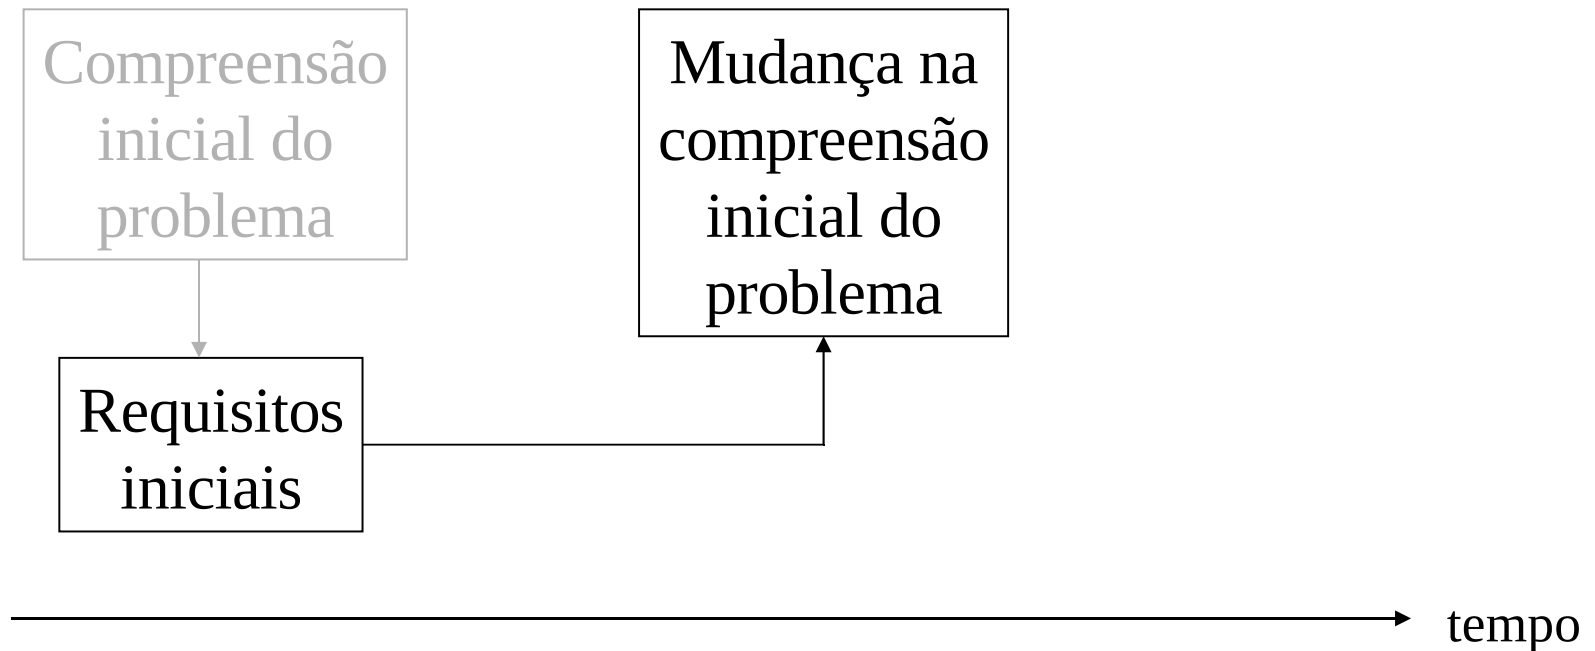 Compreensão
inicial do
problema
Mudança na
compreensão
inicial do
problema
Requisitos
iniciais
tempo